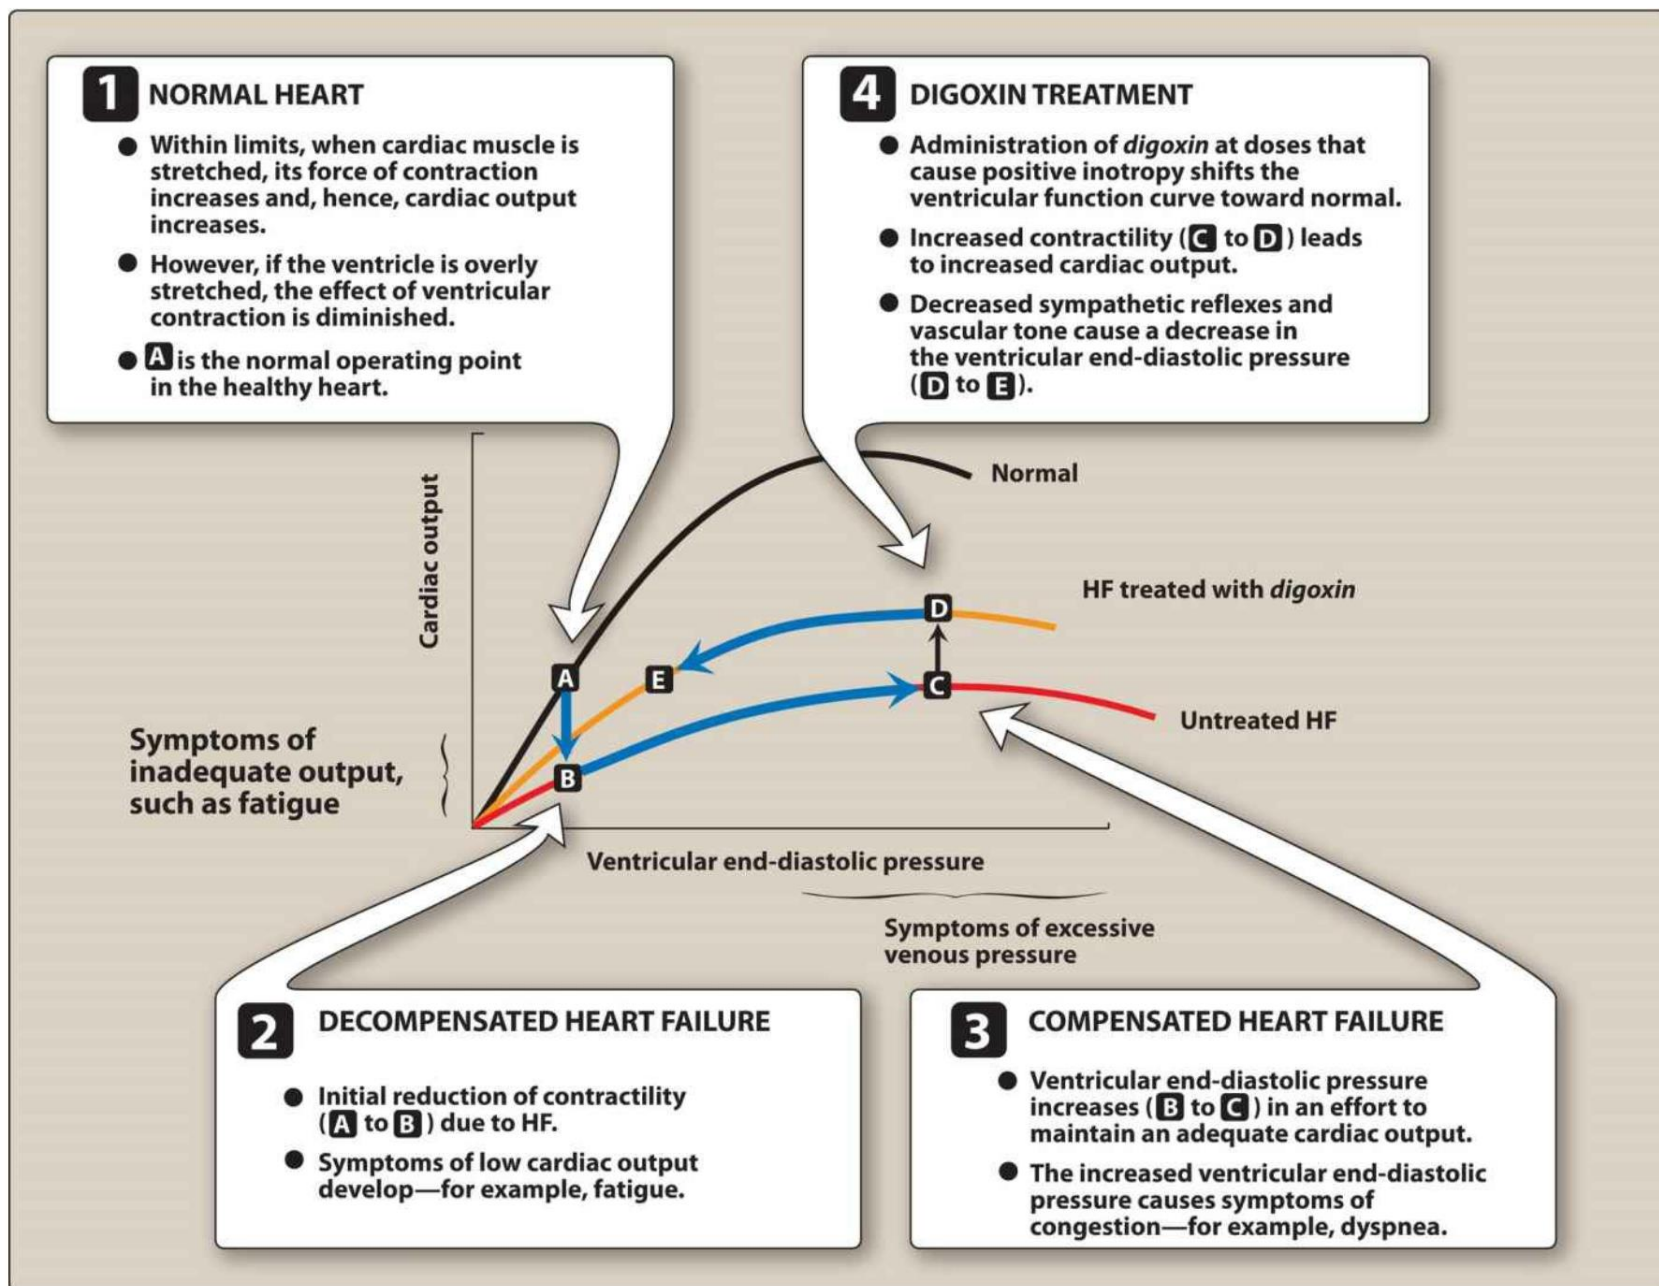 1 NORMAL HEART
● Within limits, when cardiac muscle is
stretched, its force of contraction
increases and, hence, cardiac output
increases.
● However, if the ventricle is overly
stretched, the effect of ventricular
contraction is diminished.
● A is the normal operating point
in the healthy heart.
4 DIGOXIN TREATMENT
● Administration of digoxin at doses that
cause positive inotropy shifts the
ventricular function curve toward normal.
● Increased contractility (C to D) leads
to increased cardiac output.
● Decreased sympathetic reflexes and
vascular tone cause a decrease in
the ventricular end-diastolic pressure
(D to E).
Cardiac output
Normal
HF treated with digoxin
D
A
E
C
Untreated HF
B
Symptoms of
inadequate output,
such as fatigue
Ventricular end-diastolic pressure
Symptoms of excessive
venous pressure
2 DECOMPENSATED HEART FAILURE
● Initial reduction of contractility
(A to B) due to HF.
● Symptoms of low cardiac output
develop—for example, fatigue.
3 COMPENSATED HEART FAILURE
● Ventricular end-diastolic pressure
increases (B to C) in an effort to
maintain an adequate cardiac output.
● The increased ventricular end-diastolic
pressure causes symptoms of
congestion—for example, dyspnea.